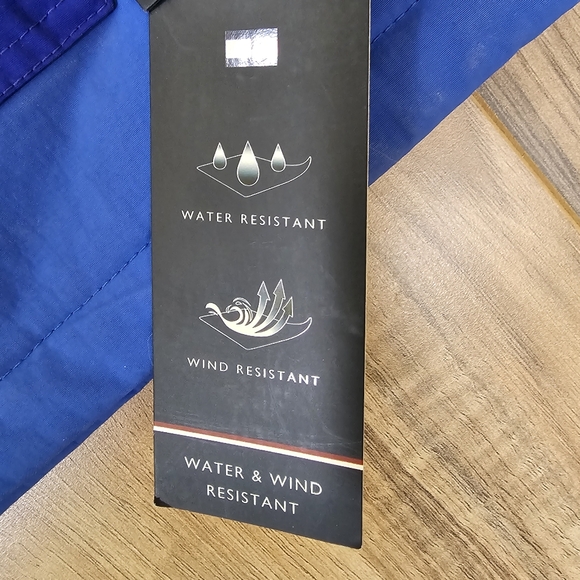 WATER RESISTANT
WIND RESISTANT
WATER & WIND
RESISTANT